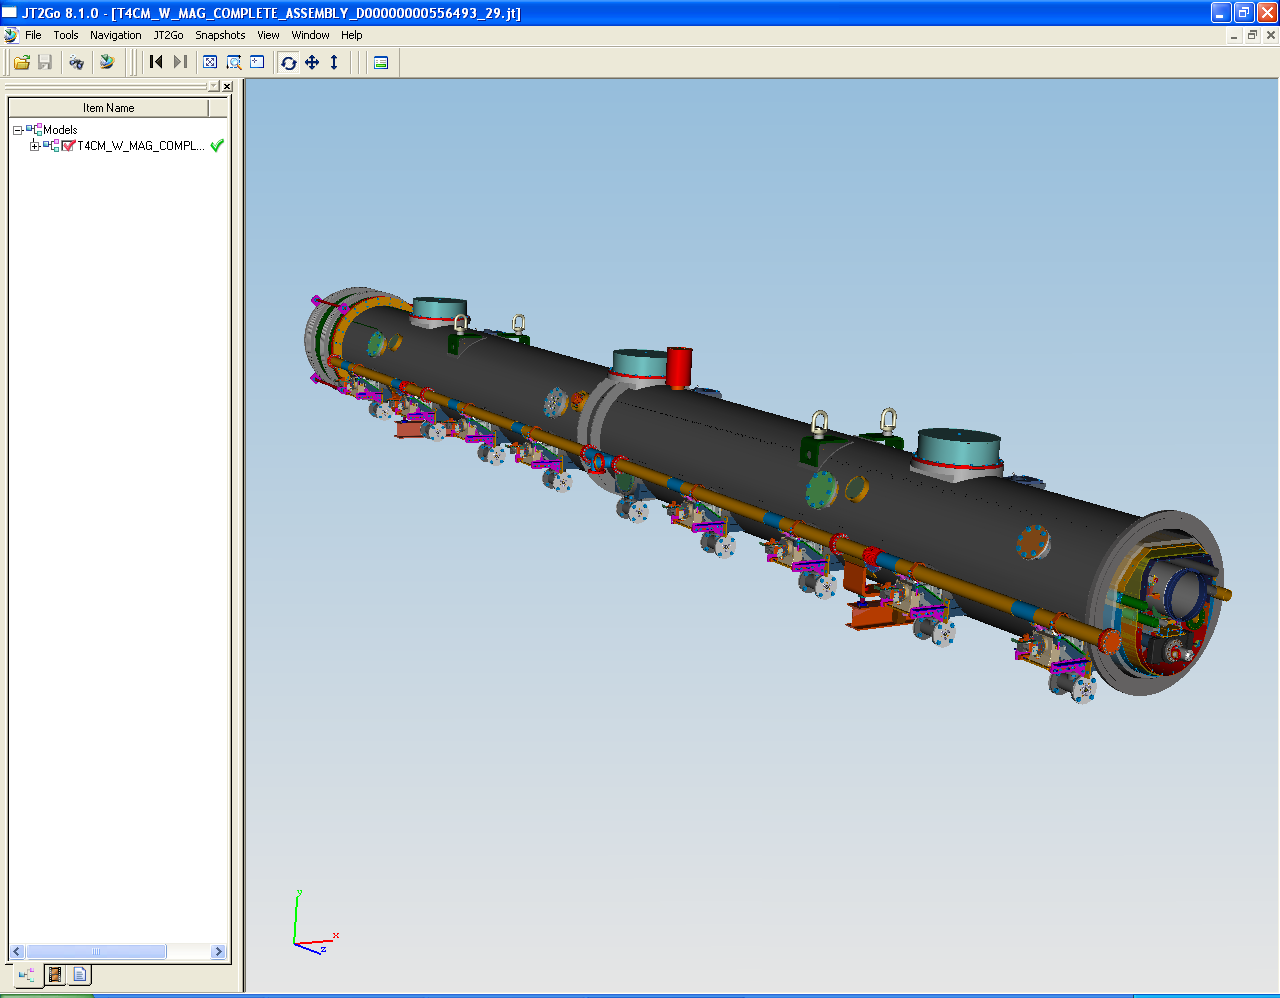 JT2Go 8.1.0 - [T4CM_W_MAG_COMPLETE_ASSEMBLY_D00000000556493_29.jt]
File Tools Navigation JT2Go Snapshots View Window Help
Item Name
Models
T4CM_W_MAG_COMPL...
y
x
z